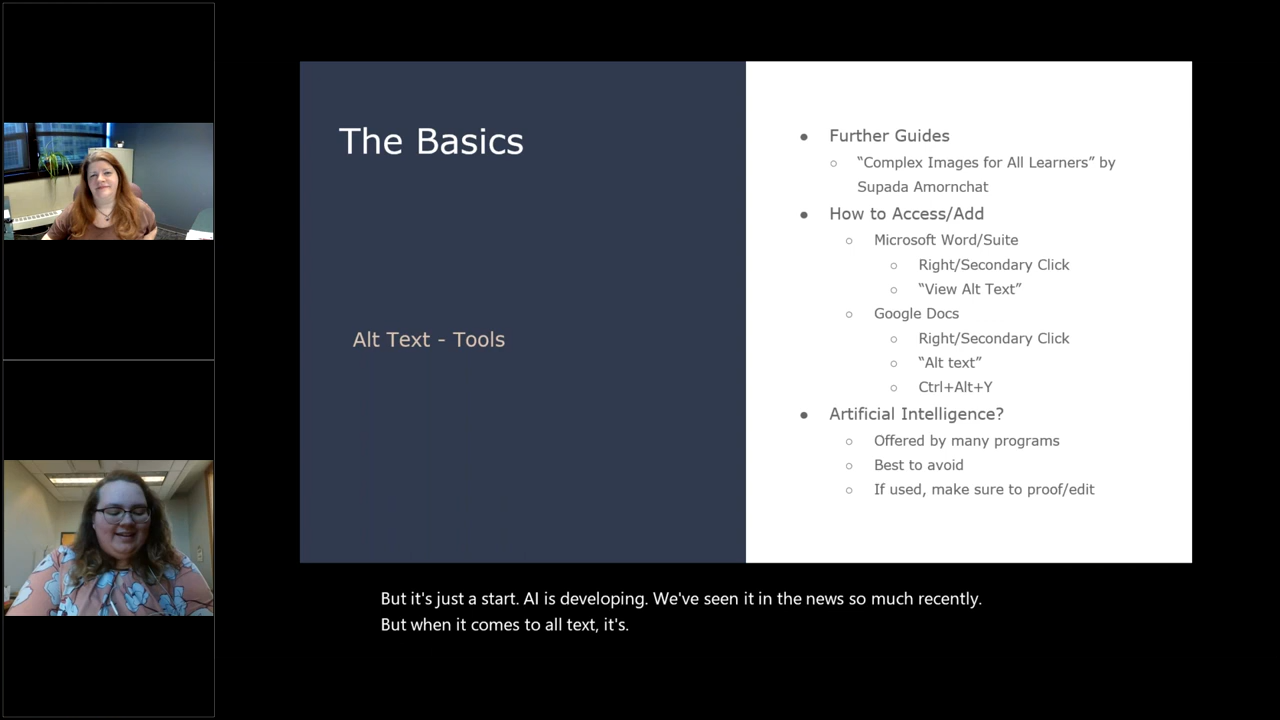 The Basics
Alt Text - Tools
● Further Guides
○ “Complex Images for All Learners” by
Supada Amornchat
● How to Access/Add
○ Microsoft Word/Suite
○ Right/Secondary Click
○ “View Alt Text”
○ Google Docs
○ Right/Secondary Click
○ “Alt text”
○ Ctrl+Alt+Y
● Artificial Intelligence?
○ Offered by many programs
○ Best to avoid
○ If used, make sure to proof/edit
But it's just a start. AI is developing. We've seen it in the news so much recently.
But when it comes to all text, it's.